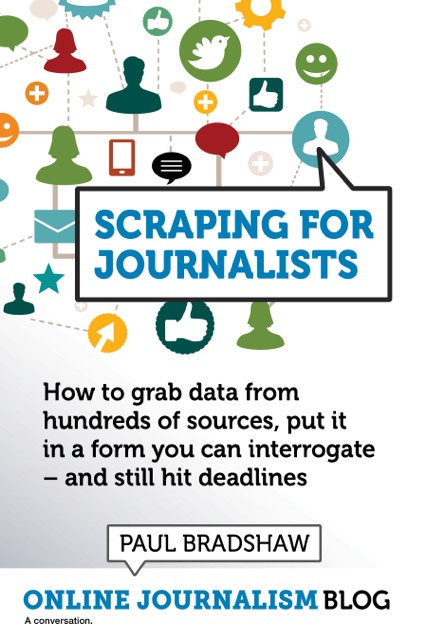 SCRAPING FOR
JOURNALISTS
How to grab data from
hundreds of sources, put it
in a form you can interrogate
– and still hit deadlines
PAUL BRADSHAW
ONLINE JOURNALISM BLOG
A conversation.